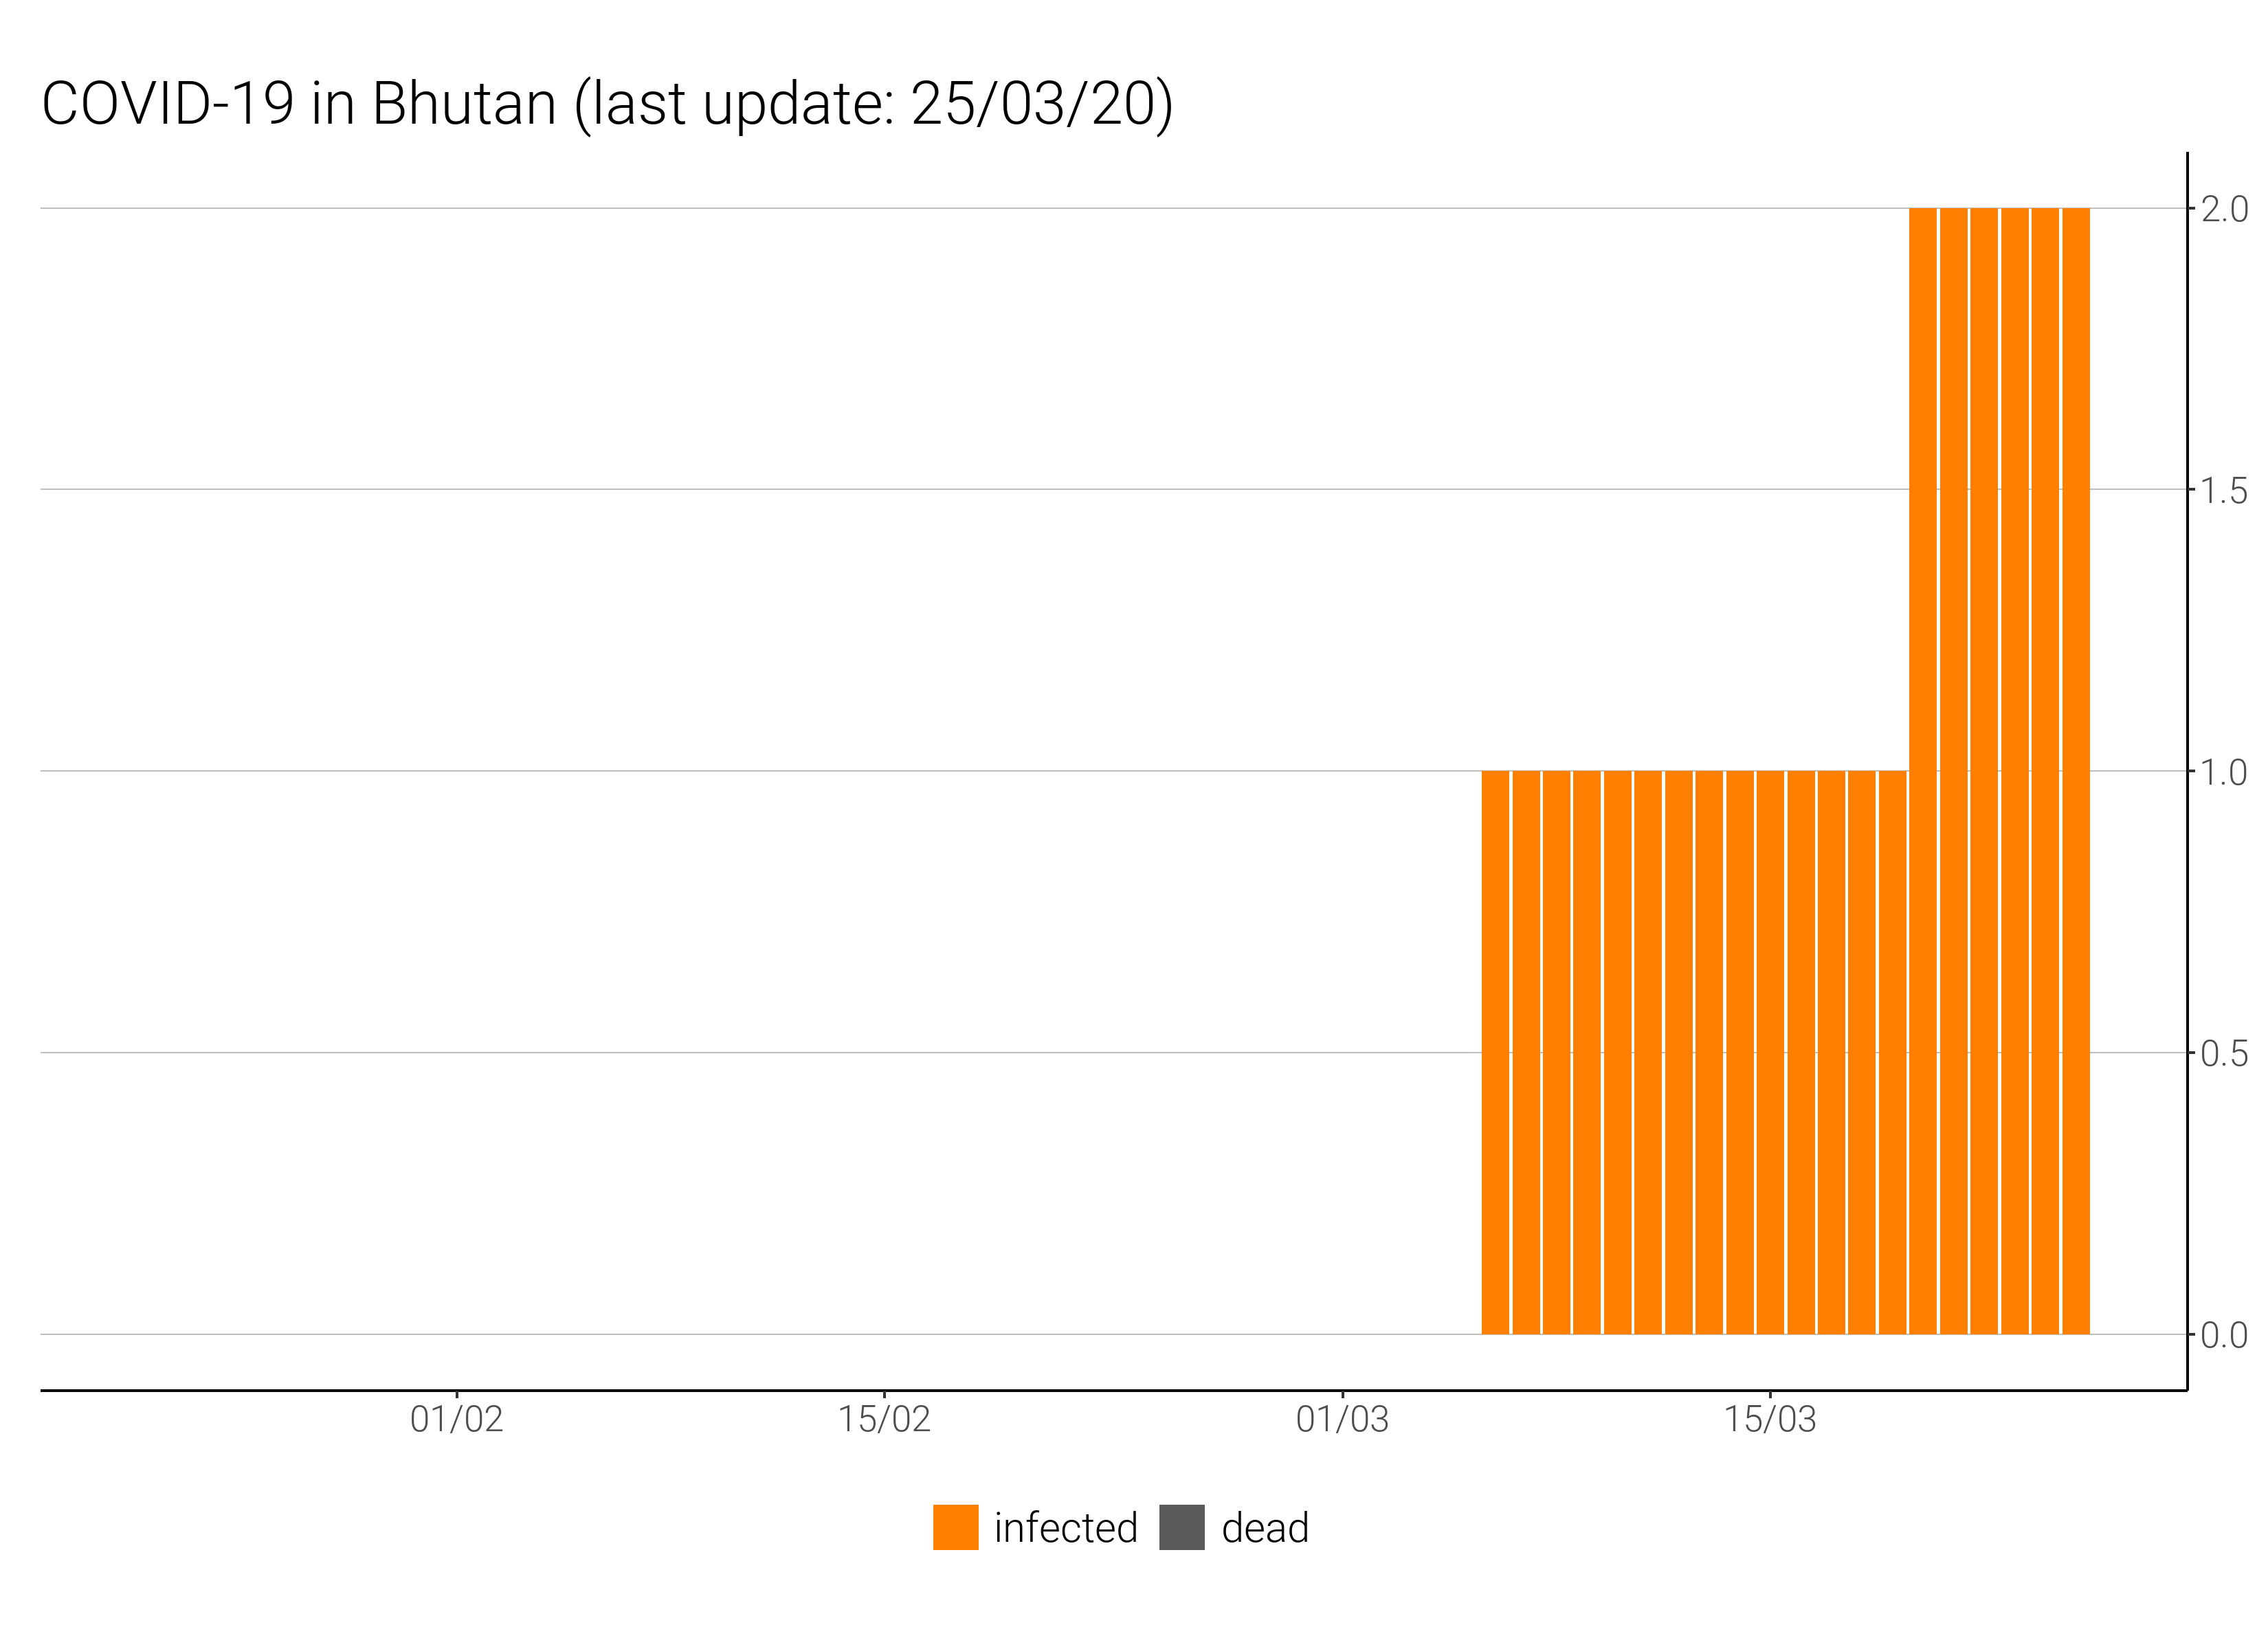 COVID-19 in Bhutan (last update: 25/03/20)
2.0
1.5
1.0
0.5
0.0
01/02 15/02 01/03 15/03
infected dead